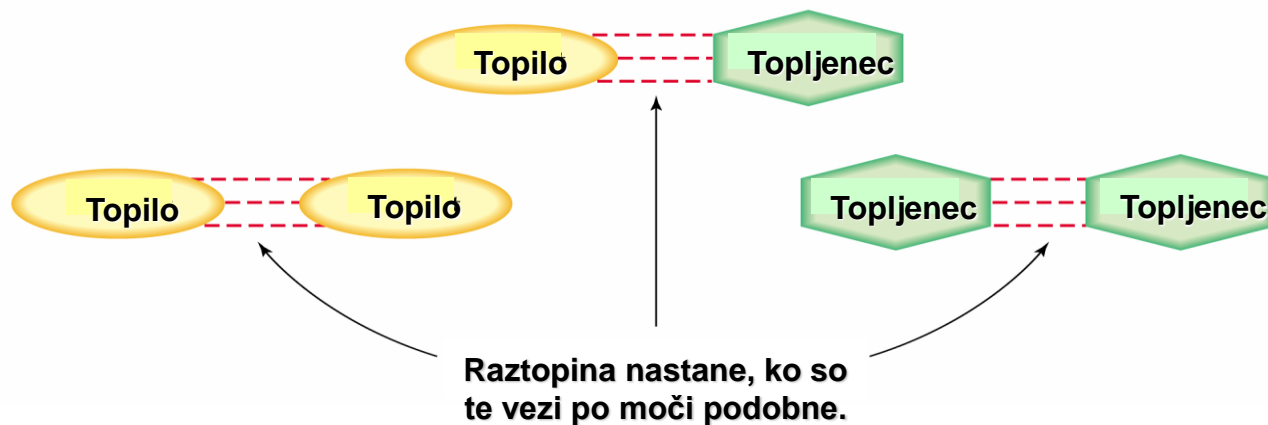 Topilo
Topljenec
Topilo
Topilo
Topljenec
Topljenec
Raztopina nastane, ko so
te vezi po moči podobne.